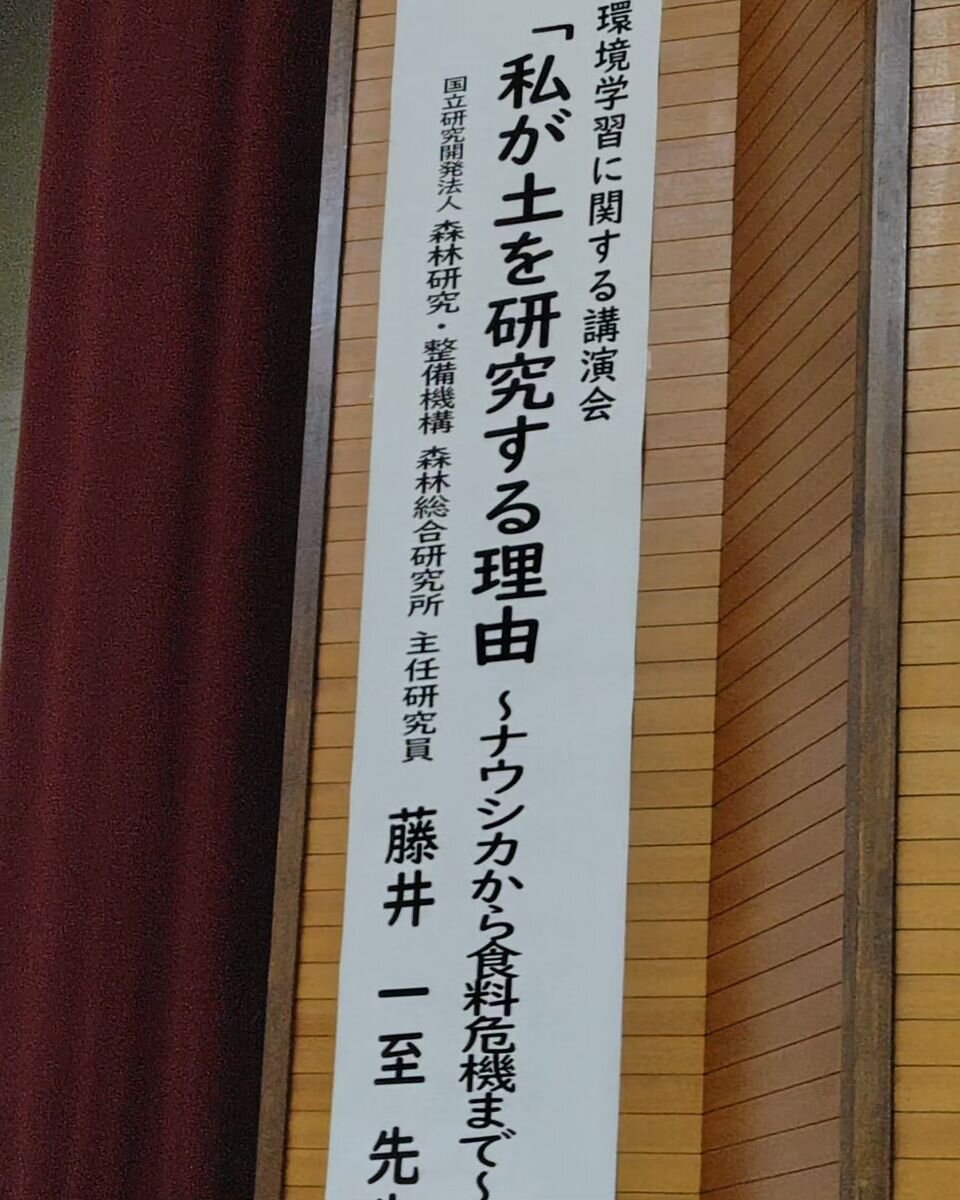 環境学習に関する講演会
「私が土を研究する理由 ～ナウシカから食料危機まで～
国立研究開発法人 森林研究・整備機構 森林総合研究所 主任研究員 藤井 一至 先